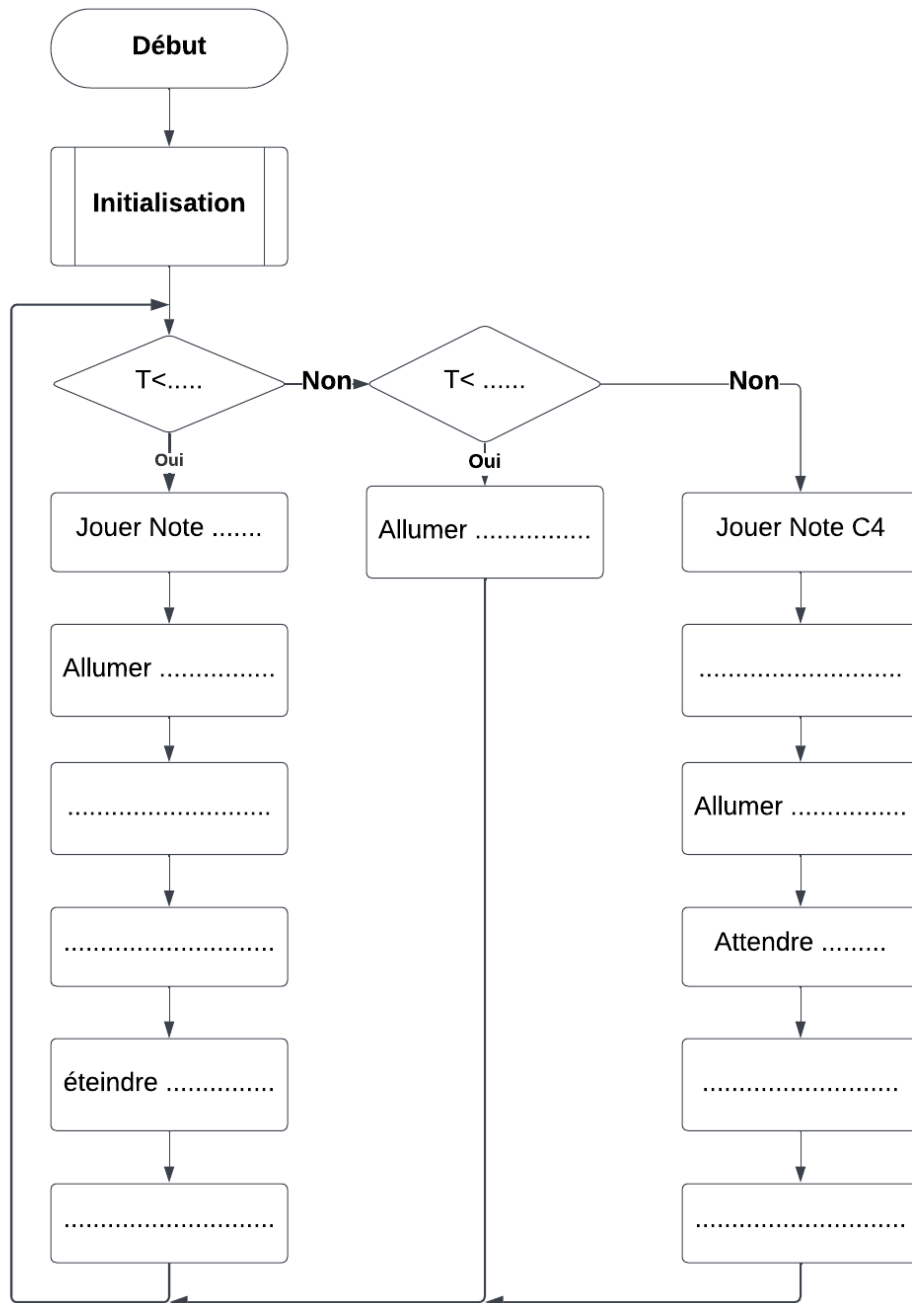 Début
Initialisation
T<.....
Non
T< ......
Non
Oui
Oui
Jouer Note .......
Allumer ................
Jouer Note C4
Allumer ................
............................
............................
Allumer ................
.............................
Attendre .........
éteindre ...............
...........................
.............................
.............................